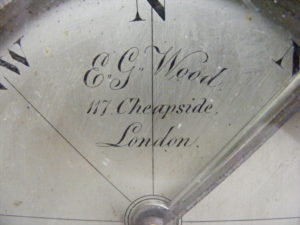 N
W
N
E. G. Wood.
117. Cheapside.
London.